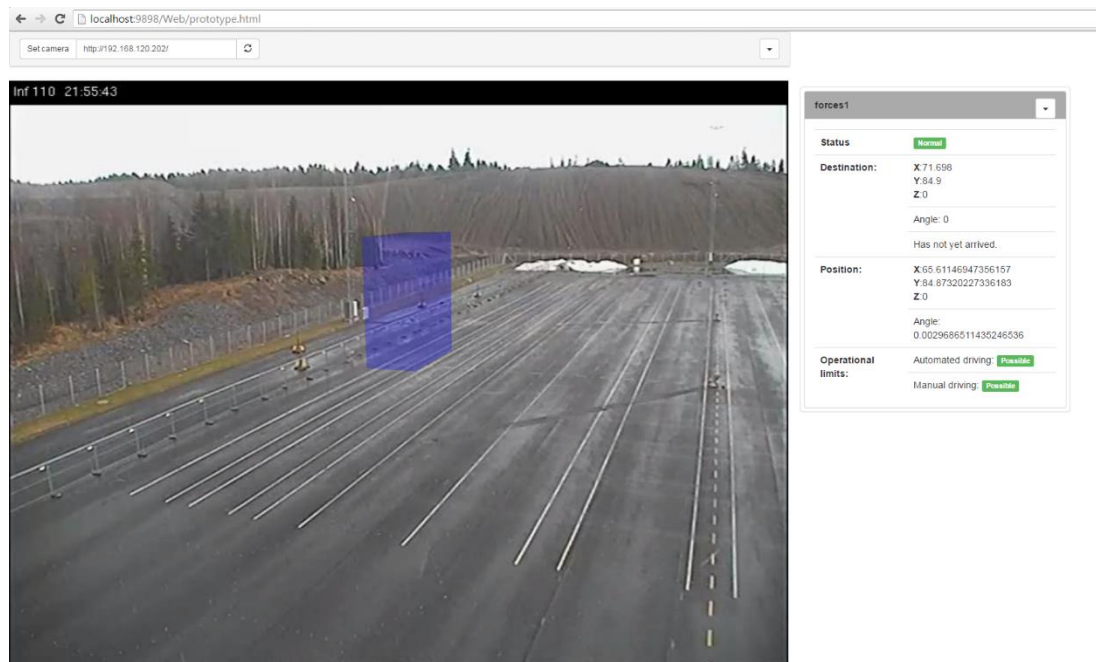 localhost:9898/Web/prototype.html
Set camera http://192.168.120.202/
Inf 110 21:55:43
forces1
Status Normal
Destination: X:71.698
Y:84.9
Z:0
Angle: 0
Has not yet arrived.
Position: X:65.61146947356157
Y:84.87320227336183
Z:0
Angle:
0.0029686511435246536
Operational limits: Automated driving: Possible
Manual driving: Possible